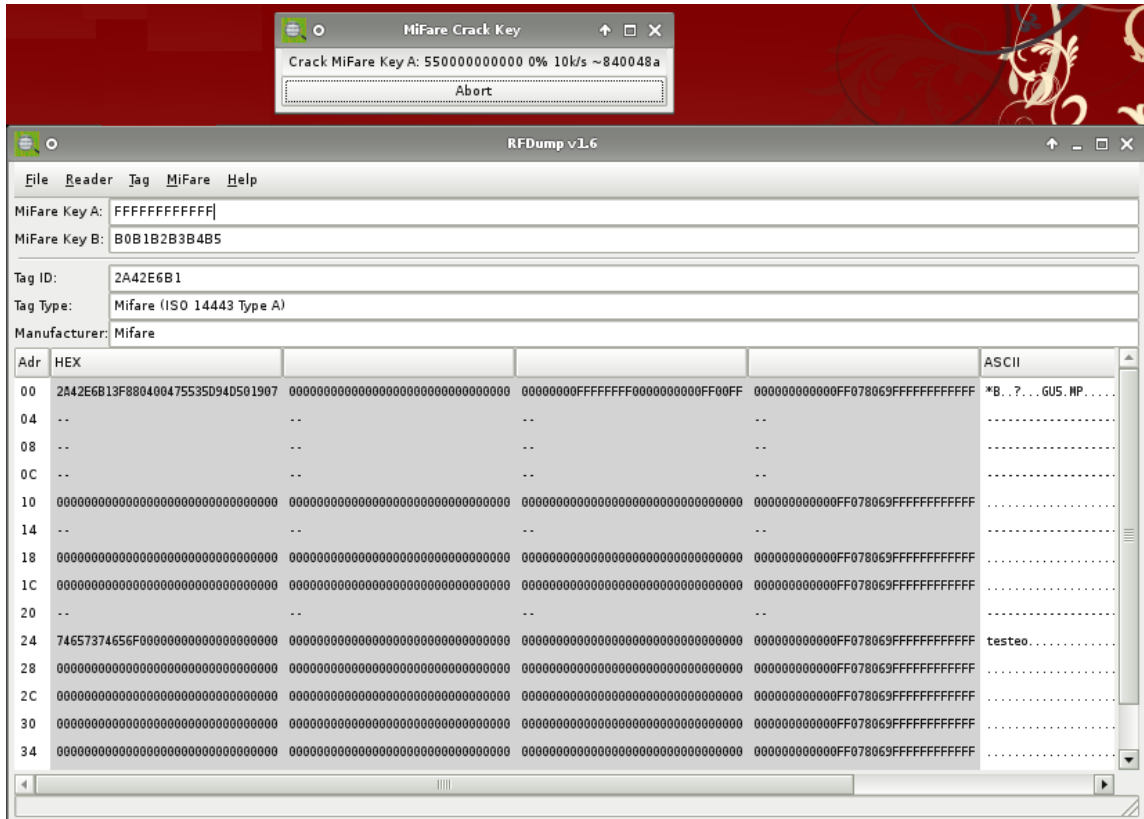 MiFare Crack Key
Crack MiFare Key A: 550000000000 0% 10k/s ~840048a
Abort
RFDump v1.6
File Reader Tag MiFare Help
MiFare Key A: FFFFFFFFFFFF
MiFare Key B: B0B1B2B3B4B5
Tag ID: 2A42E6B1
Tag Type: Mifare (ISO 14443 Type A)
Manufacturer: Mifare
Adr HEX ASCII
00 2A42E6B13F880400475535D94D501907 00000000000000000000000000000000 00000000FFFFFFFF0000000000FF00FF 000000000000FF078069FFFFFFFFFFFF *B..?...GU5.MP.....
04 -- -- -- -- ..................
08 -- -- -- -- ..................
0C -- -- -- -- ..................
10 00000000000000000000000000000000 00000000000000000000000000000000 00000000000000000000000000000000 000000000000FF078069FFFFFFFFFFFF ..................
14 -- -- -- -- ..................
18 00000000000000000000000000000000 00000000000000000000000000000000 00000000000000000000000000000000 000000000000FF078069FFFFFFFFFFFF ..................
1C 00000000000000000000000000000000 00000000000000000000000000000000 00000000000000000000000000000000 000000000000FF078069FFFFFFFFFFFF ..................
20 -- -- -- -- ..................
24 74657374656F00000000000000000000 00000000000000000000000000000000 00000000000000000000000000000000 000000000000FF078069FFFFFFFFFFFF testeo.............
28 00000000000000000000000000000000 00000000000000000000000000000000 00000000000000000000000000000000 000000000000FF078069FFFFFFFFFFFF ..................
2C 00000000000000000000000000000000 00000000000000000000000000000000 00000000000000000000000000000000 000000000000FF078069FFFFFFFFFFFF ..................
30 00000000000000000000000000000000 00000000000000000000000000000000 00000000000000000000000000000000 000000000000FF078069FFFFFFFFFFFF ..................
34 00000000000000000000000000000000 00000000000000000000000000000000 00000000000000000000000000000000 000000000000FF078069FFFFFFFFFFFF ..................